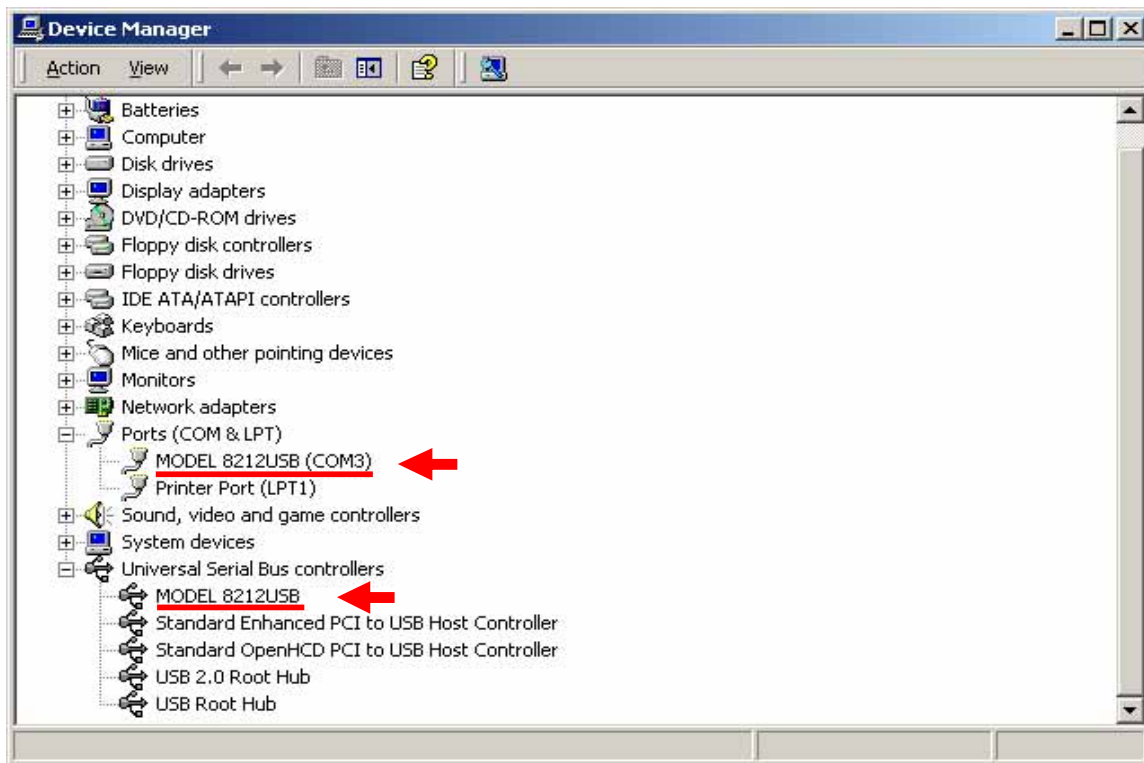 Device Manager
Action View
Batteries
Computer
Disk drives
Display adapters
DVD/CD-ROM drives
Floppy disk controllers
Floppy disk drives
IDE ATA/ATAPI controllers
Keyboards
Mice and other pointing devices
Monitors
Network adapters
Ports (COM & LPT)
MODEL 8212USB (COM3)
Printer Port (LPT1)
Sound, video and game controllers
System devices
Universal Serial Bus controllers
MODEL 8212USB
Standard Enhanced PCI to USB Host Controller
Standard OpenHCD PCI to USB Host Controller
USB 2.0 Root Hub
USB Root Hub